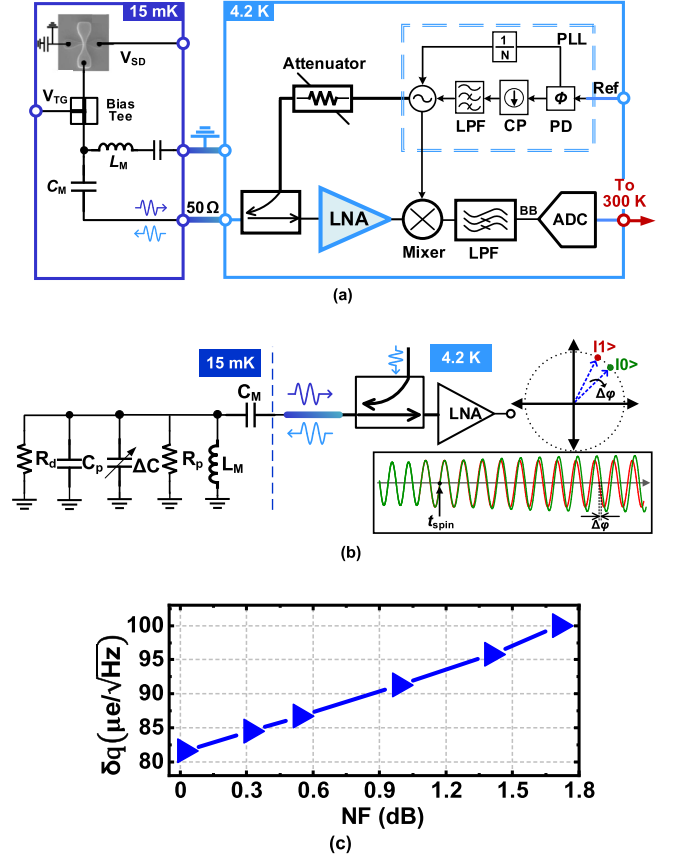 15 mK
4.2 K
V_SD
V_TG
Bias
Tee
L_M
C_M
50 Ω
Attenuator
1/N
PLL
Ref
LPF
CP
Φ
PD
LNA
Mixer
LPF
BB
ADC
To
300 K
(a)
15 mK
4.2 K
C_M
R_d
C_p
ΔC
R_p
L_M
LNA
|1>
|0>
Δφ
t_spin
Δφ
(b)
δq(μe/√Hz)
100
95
90
85
80
0 0.3 0.6 0.9 1.2 1.5 1.8
NF (dB)
(c)